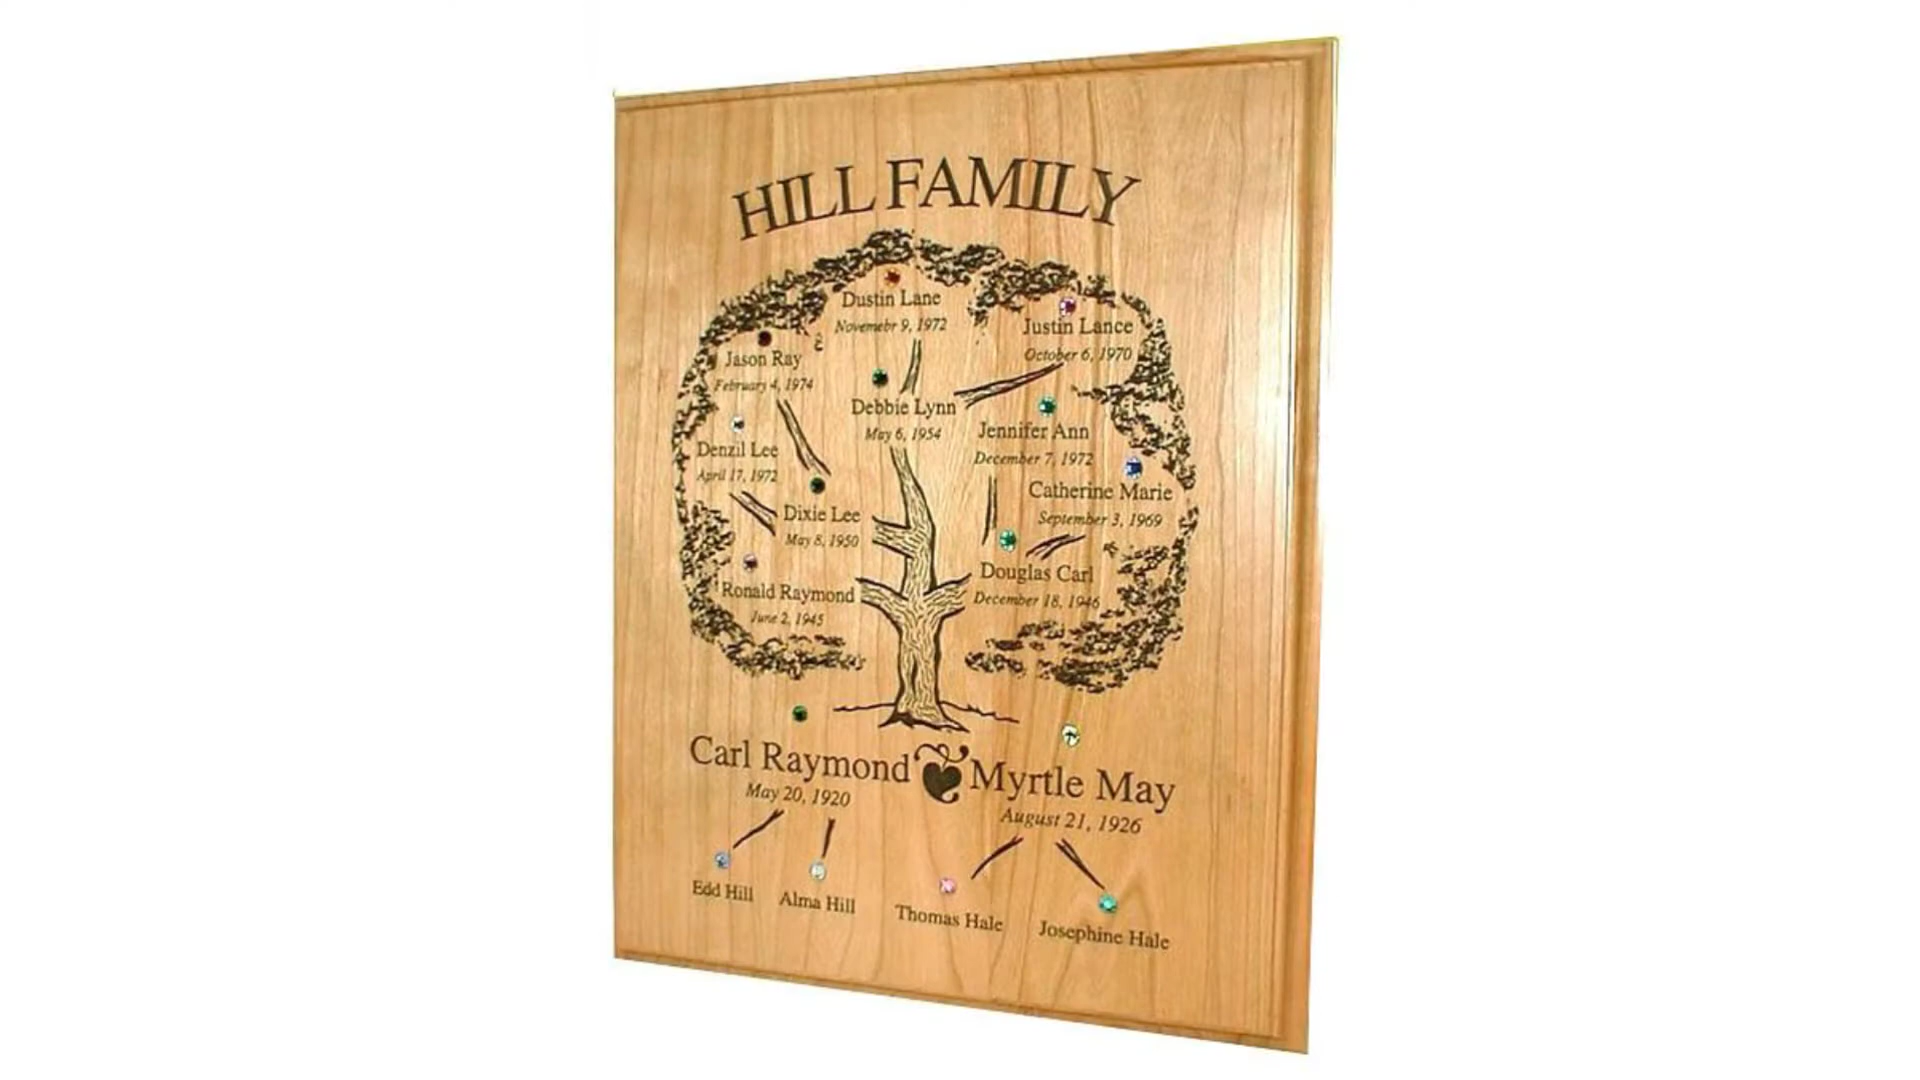 HILL FAMILY
Dustin Lane
Novemebr 9, 1972
Justin Lance
October 6, 1970
Jason Ray
February 4, 1974
Debbie Lynn
May 6, 1954
Jennifer Ann
December 7, 1972
Denzil Lee
April 17, 1972
Catherine Marie
September 3, 1969
Dixie Lee
May 8, 1950
Douglas Carl
December 18, 1946
Ronald Raymond
June 2, 1945
Carl Raymond
May 20, 1920
Myrtle May
August 21, 1926
Edd Hill
Alma Hill
Thomas Hale
Josephine Hale